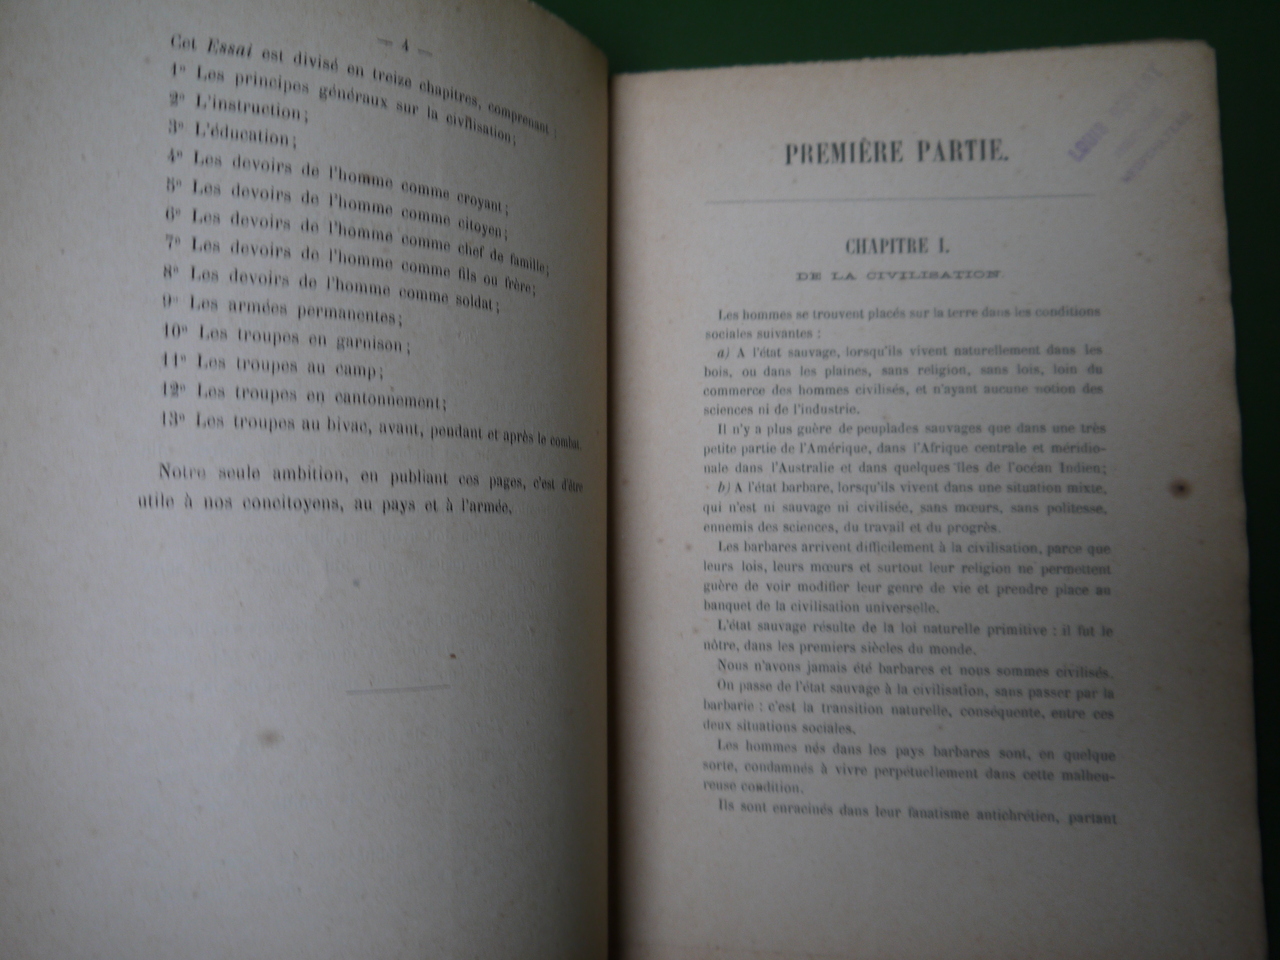 — 4 —
Cet Essai est divisé en treize chapitres, comprenant :
1º Les principes généraux sur la civilisation;
2º L'instruction;
3º L'éducation;
4º Les devoirs de l'homme comme croyant;
5º Les devoirs de l'homme comme citoyen;
6º Les devoirs de l'homme comme chef de famille;
7º Les devoirs de l'homme comme fils ou frère;
8º Les devoirs de l'homme comme soldat;
9º Les armées permanentes;
10º Les troupes en garnison;
11º Les troupes au camp;
12º Les troupes en cantonnement;
13º Les troupes au bivac, avant, pendant et après le combat.
Notre seule ambition, en publiant ces pages, c'est d'être
utile à nos concitoyens, au pays et à l'armée.
PREMIÈRE PARTIE.
CHAPITRE I.
DE LA CIVILISATION.
Les hommes se trouvent placés sur la terre dans les conditions
sociales suivantes :
a) A l'état sauvage, lorsqu'ils vivent naturellement dans les
bois, ou dans les plaines, sans religion, sans lois, loin du
commerce des hommes civilisés, et n'ayant aucune notion des
sciences ni de l'industrie.
Il n'y a plus guère de peuplades sauvages que dans une très
petite partie de l'Amérique, dans l'Afrique centrale et méridio-
nale dans l'Australie et dans quelques îles de l'océan Indien;
b) A l'état barbare, lorsqu'ils vivent dans une situation mixte,
qui n'est ni sauvage ni civilisée, sans mœurs, sans politesse,
ennemis des sciences, du travail et du progrès.
Les barbares arrivent difficilement à la civilisation, parce que
leurs lois, leurs mœurs et surtout leur religion ne permettent
guère de voir modifier leur genre de vie et prendre place au
banquet de la civilisation universelle.
L'état sauvage résulte de la loi naturelle primitive : il fut le
nôtre, dans les premiers siècles du monde.
Nous n'avons jamais été barbares et nous sommes civilisés.
On passe de l'état sauvage à la civilisation, sans passer par la
barbarie : c'est la transition naturelle, conséquente, entre ces
deux situations sociales.
Les hommes nés dans les pays barbares sont, en quelque
sorte, condamnés à vivre perpétuellement dans cette malheu-
reuse condition.
Ils sont enracinés dans leur fanatisme antichrétien, partant